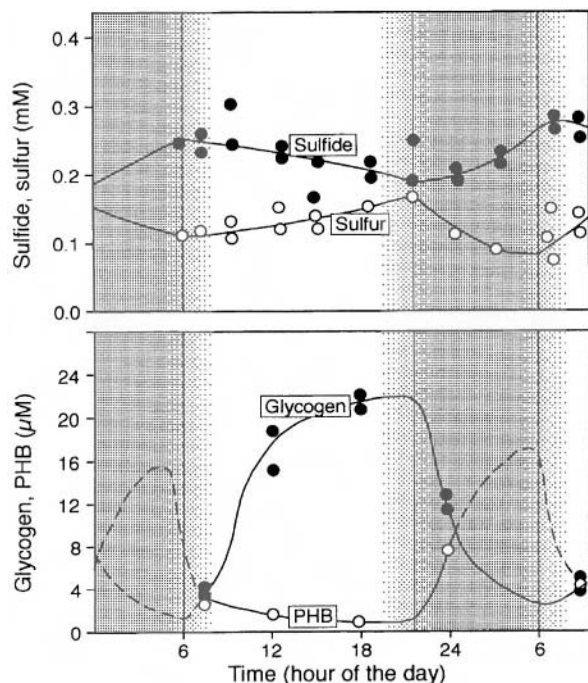 Sulfide, sulfur (mM)
0.4
0.3
0.2
0.1
0.0
Sulfide
Sulfur
Glycogen, PHB (µM)
24
20
16
12
8
4
0
Glycogen
PHB
6
12
18
24
6
Time (hour of the day)